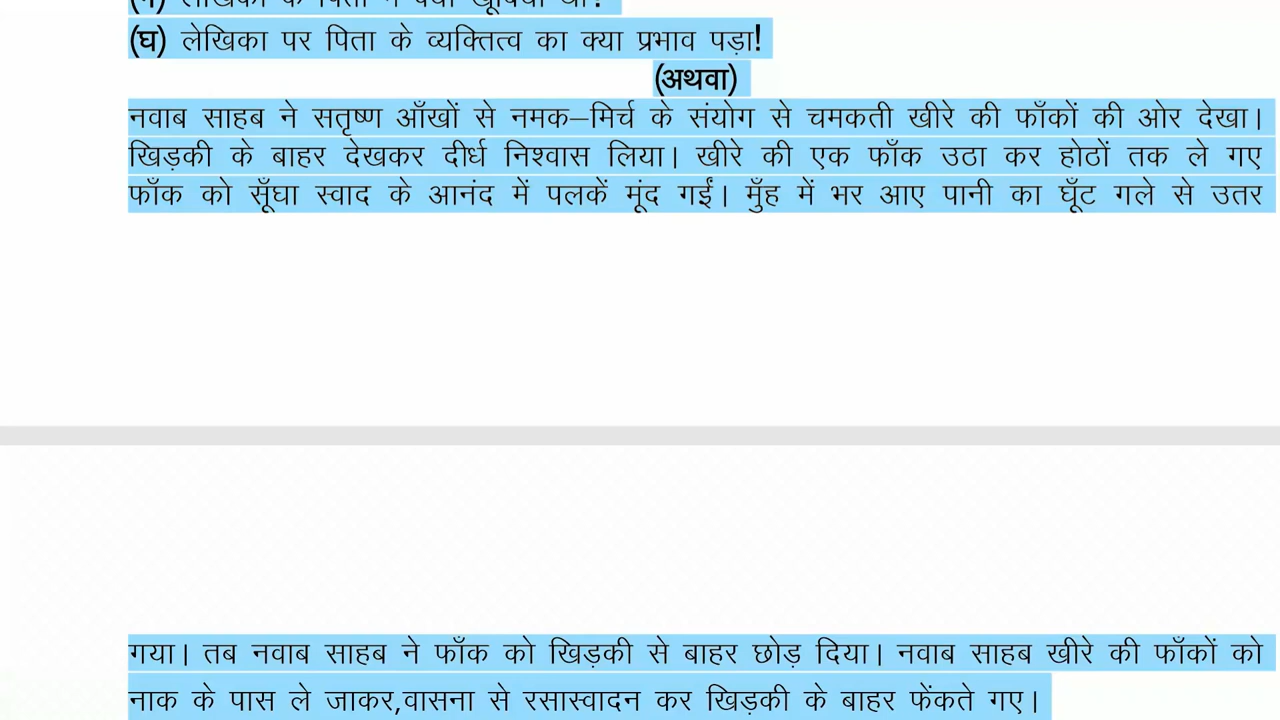 (घ) लेखिका पर पिता के व्यक्तित्व का क्या प्रभाव पड़ा!
(अथवा)
नवाब साहब ने सतृष्ण आँखों से नमक–मिर्च के संयोग से चमकती खीरे की फाँकों की ओर देखा।
खिड़की के बाहर देखकर दीर्ध निश्वास लिया। खीरे की एक फाँक उठा कर होठों तक ले गए
फाँक को सूँघा स्वाद के आनंद में पलकें मूंद गईं। मुँह में भर आए पानी का घूँट गले से उतर
गया। तब नवाब साहब ने फाँक को खिड़की से बाहर छोड़ दिया। नवाब साहब खीरे की फाँकों को
नाक के पास ले जाकर,वासना से रसास्वादन कर खिड़की के बाहर फेंकते गए।